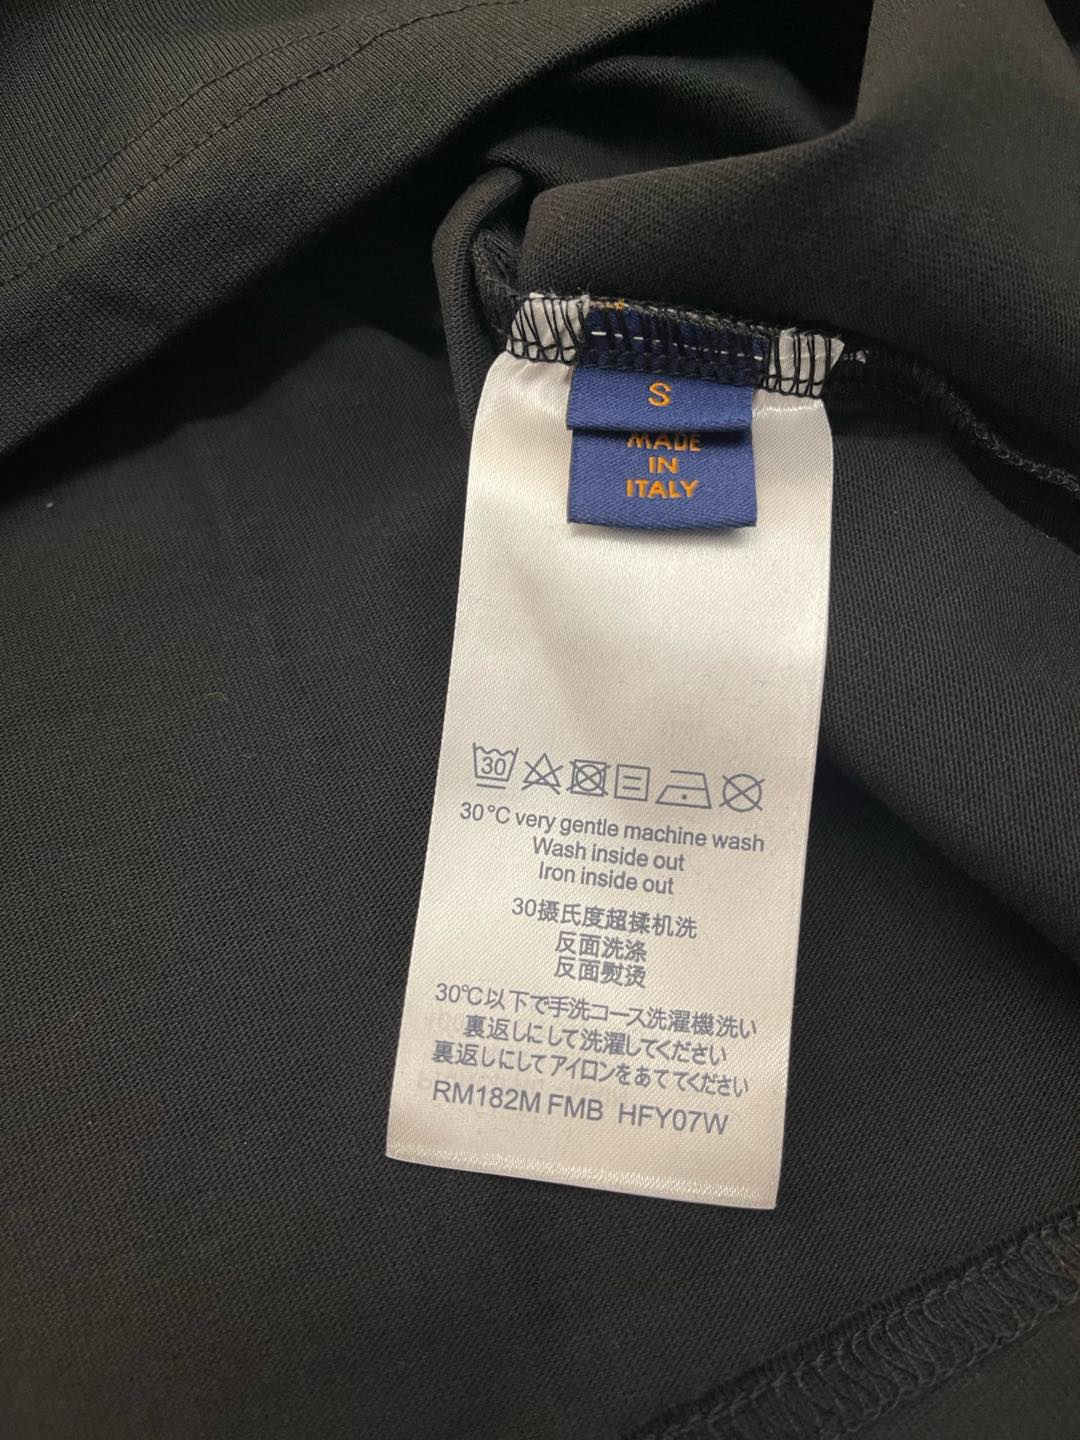 S
MADE
IN
ITALY
30
30°C very gentle machine wash
Wash inside out
Iron inside out
30摄氏度超揉机洗
反面洗涤
反面熨烫
30℃以下で手洗コース洗濯機洗い
裏返しにして洗濯してください
裏返しにしてアイロンをあててください
RM182M FMB HFY07W